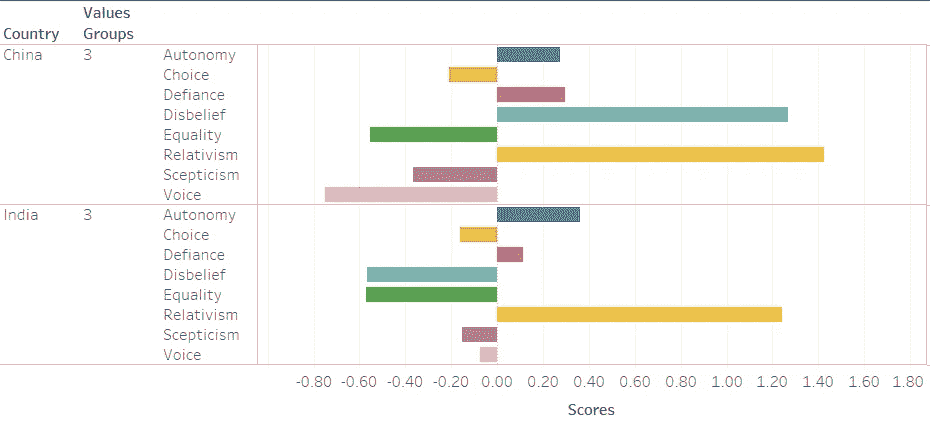 Values
Country Groups
China 3 Autonomy
Choice
Defiance
Disbelief
Equality
Relativism
Scepticism
Voice
India 3 Autonomy
Choice
Defiance
Disbelief
Equality
Relativism
Scepticism
Voice
-0.80 -0.60 -0.40 -0.20 0.00 0.20 0.40 0.60 0.80 1.00 1.20 1.40 1.60 1.80
Scores